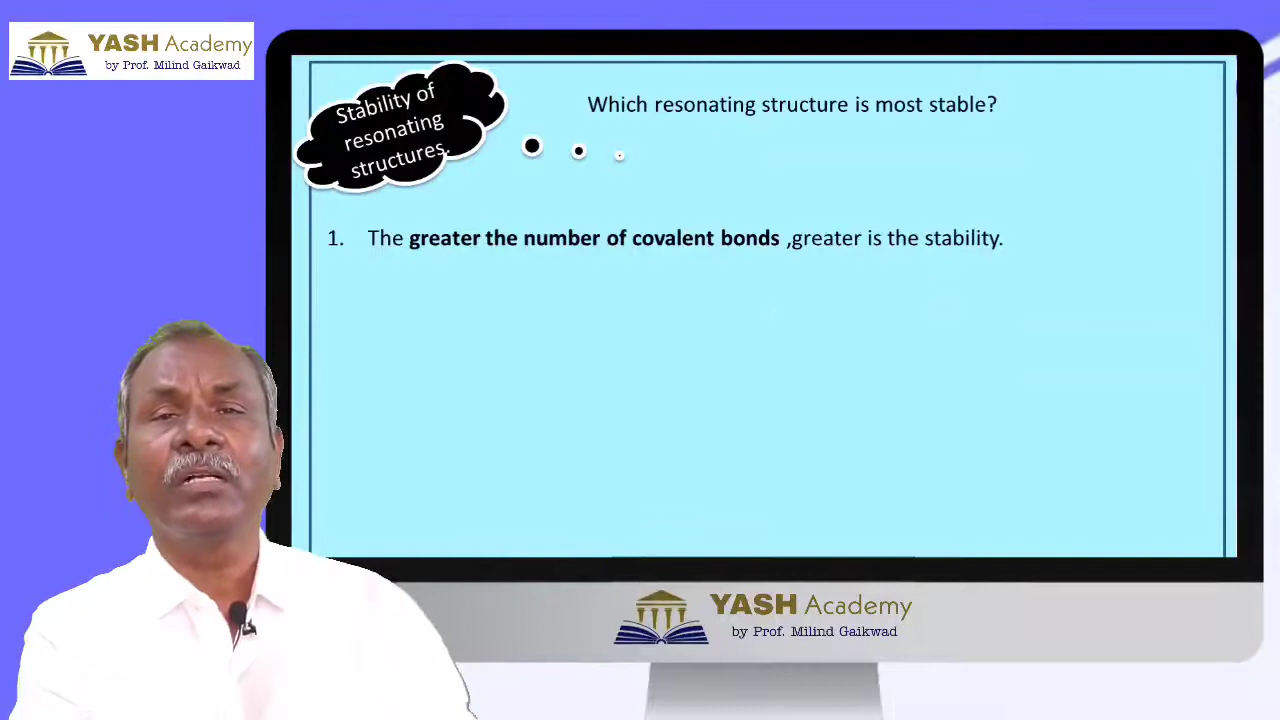 YASH Academy
by Prof. Milind Gaikwad
Stability of
resonating
structures.
Which resonating structure is most stable?
1. The greater the number of covalent bonds ,greater is the stability.
YASH Academy
by Prof. Milind Gaikwad